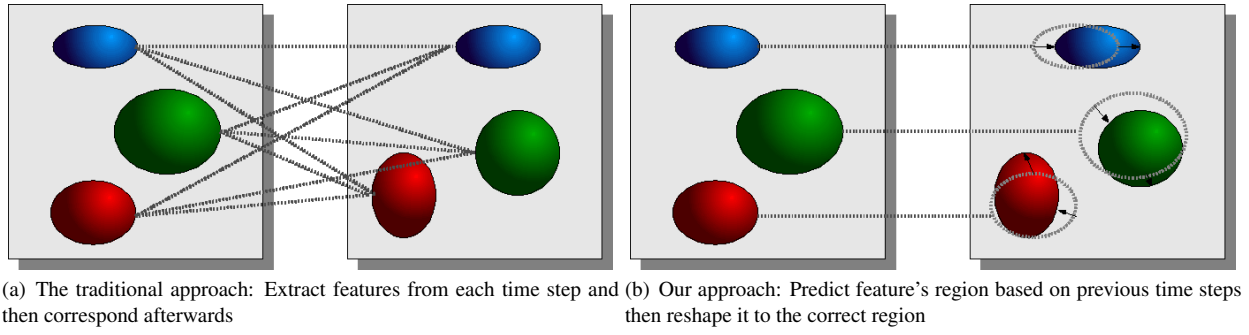 (a) The traditional approach: Extract features from each time step and
then correspond afterwards
(b) Our approach: Predict feature's region based on previous time steps
then reshape it to the correct region